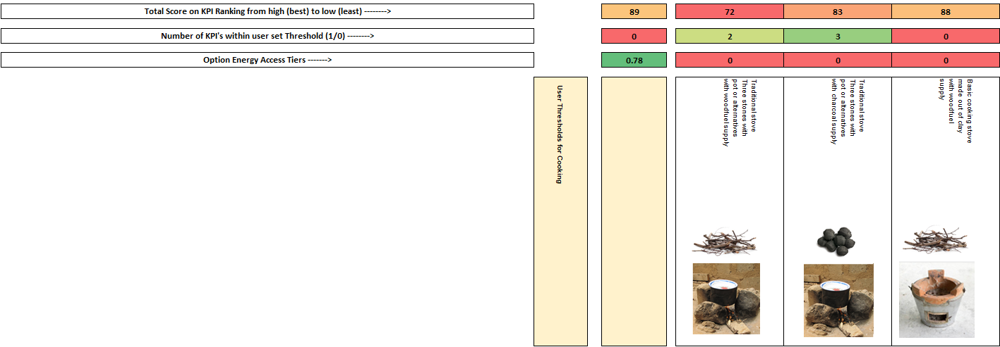 Total Score on KPI Ranking from high (best) to low (least) -------->
89
72
83
88
Number of KPI's within user set Threshold (1/0) -------->
0
2
3
0
Option Energy Access Tiers ------->
0.78
0
0
0
User Thresholds for Cooking
Traditional stove
Three stones with
pot or alternatives
with woodfuel supply
Traditional stove
Three stones with
pot or alternatives
with charcoal supply
Basic cooking stove
made out of clay
with woodfuel
supply